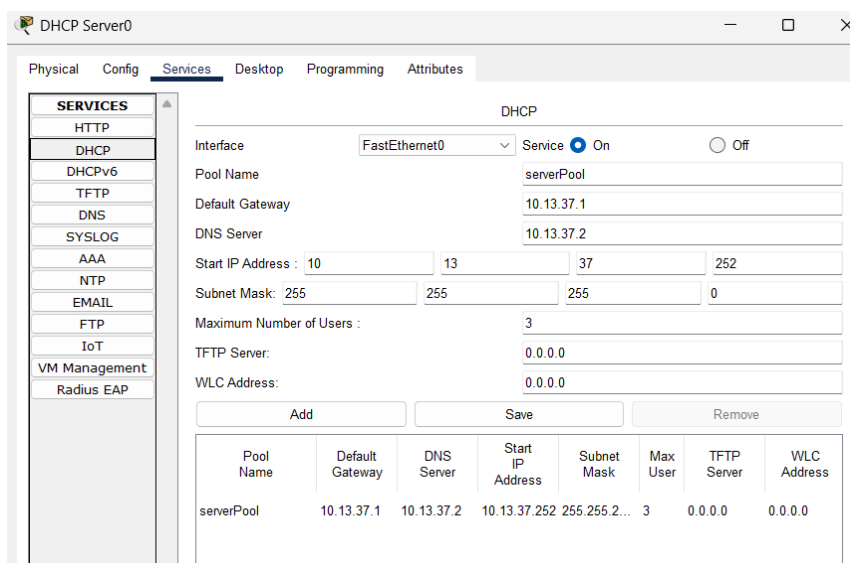 DHCP Server0
Physical Config Services Desktop Programming Attributes
SERVICES
HTTP
DHCP
DHCPv6
TFTP
DNS
SYSLOG
AAA
NTP
EMAIL
FTP
IoT
VM Management
Radius EAP
DHCP
Interface FastEthernet0 Service On Off
Pool Name serverPool
Default Gateway 10.13.37.1
DNS Server 10.13.37.2
Start IP Address : 10 13 37 252
Subnet Mask: 255 255 255 0
Maximum Number of Users : 3
TFTP Server: 0.0.0.0
WLC Address: 0.0.0.0
Add Save Remove
Pool Name Default Gateway DNS Server Start IP Address Subnet Mask Max User TFTP Server WLC Address
serverPool 10.13.37.1 10.13.37.2 10.13.37.252 255.255.2... 3 0.0.0.0 0.0.0.0